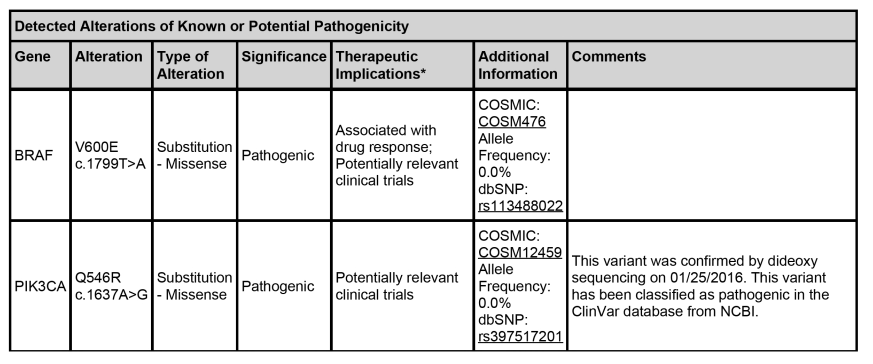 Detected Alterations of Known or Potential Pathogenicity
Gene
Alteration
Type of
Alteration
Significance
Therapeutic
Implications*
Additional
Information
Comments
BRAF
V600E
c.1799T>A
Substitution
- Missense
Pathogenic
Associated with
drug response;
Potentially relevant
clinical trials
COSMIC:
COSM476
Allele
Frequency:
0.0%
dbSNP:
rs113488022
PIK3CA
Q546R
c.1637A>G
Substitution
- Missense
Pathogenic
Potentially relevant
clinical trials
COSMIC:
COSM12459
Allele
Frequency:
0.0%
dbSNP:
rs397517201
This variant was confirmed by dideoxy
sequencing on 01/25/2016. This variant
has been classified as pathogenic in the
ClinVar database from NCBI.